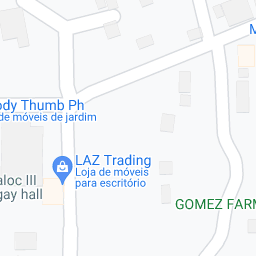 ody Thumb Ph
de móveis de jardim
LAZ Trading
Loja de móveis
para escritório
aloc III
gay hall
GOMEZ FARM
M